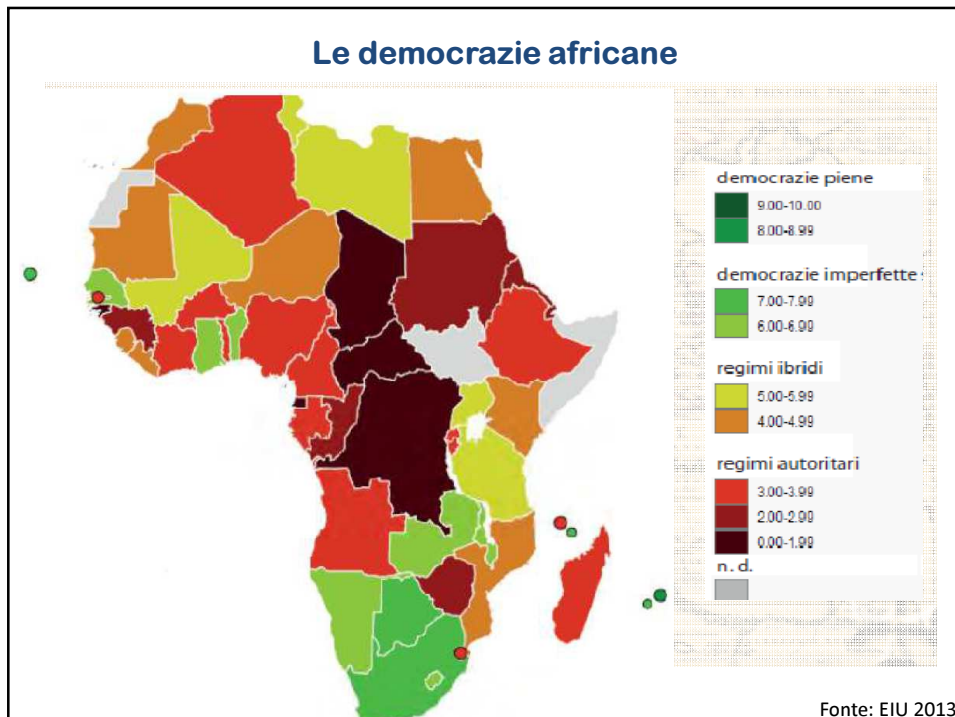 Le democrazie africane
democrazie piene
9.00-10.00
8.00-8.99
democrazie imperfette
7.00-7.99
6.00-6.99
regimi ibridi
5.00-5.99
4.00-4.99
regimi autoritari
3.00-3.99
2.00-2.99
0.00-1.99
n. d.
Fonte: EIU 2013